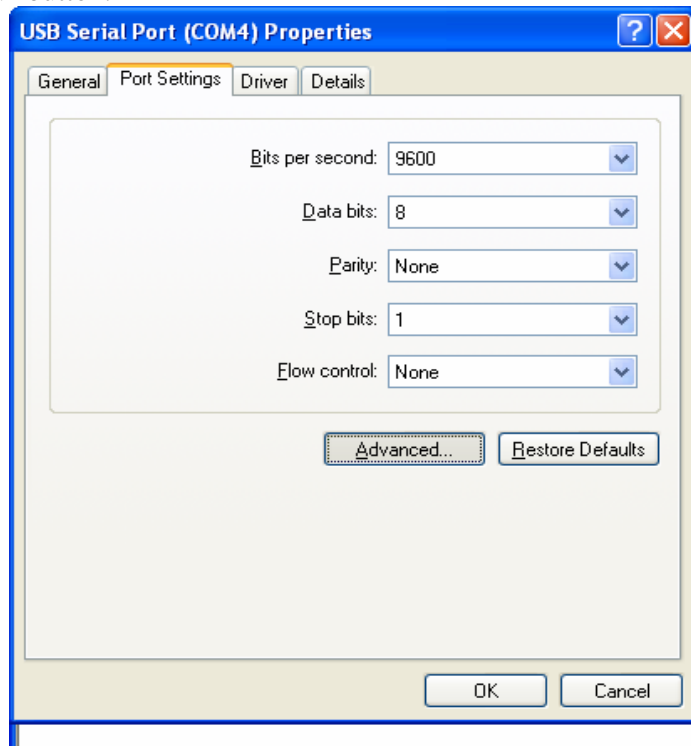 USB Serial Port (COM4) Properties
General Port Settings Driver Details
Bits per second: 9600
Data bits: 8
Parity: None
Stop bits: 1
Flow control: None
Advanced... Restore Defaults
OK Cancel